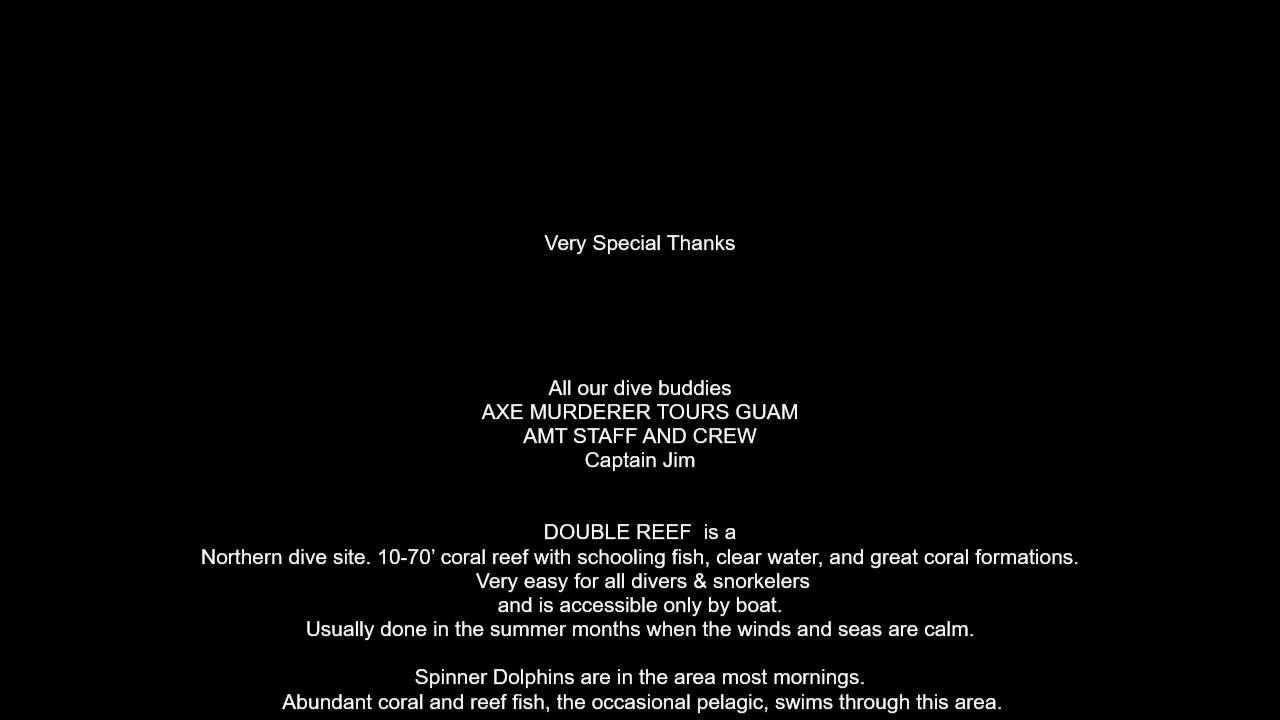 Very Special Thanks
All our dive buddies
AXE MURDERER TOURS GUAM
AMT STAFF AND CREW
Captain Jim
DOUBLE REEF  is a
Northern dive site. 10-70’ coral reef with schooling fish, clear water, and great coral formations.
Very easy for all divers & snorkelers
and is accessible only by boat.
Usually done in the summer months when the winds and seas are calm.
Spinner Dolphins are in the area most mornings.
Abundant coral and reef fish, the occasional pelagic, swims through this area.